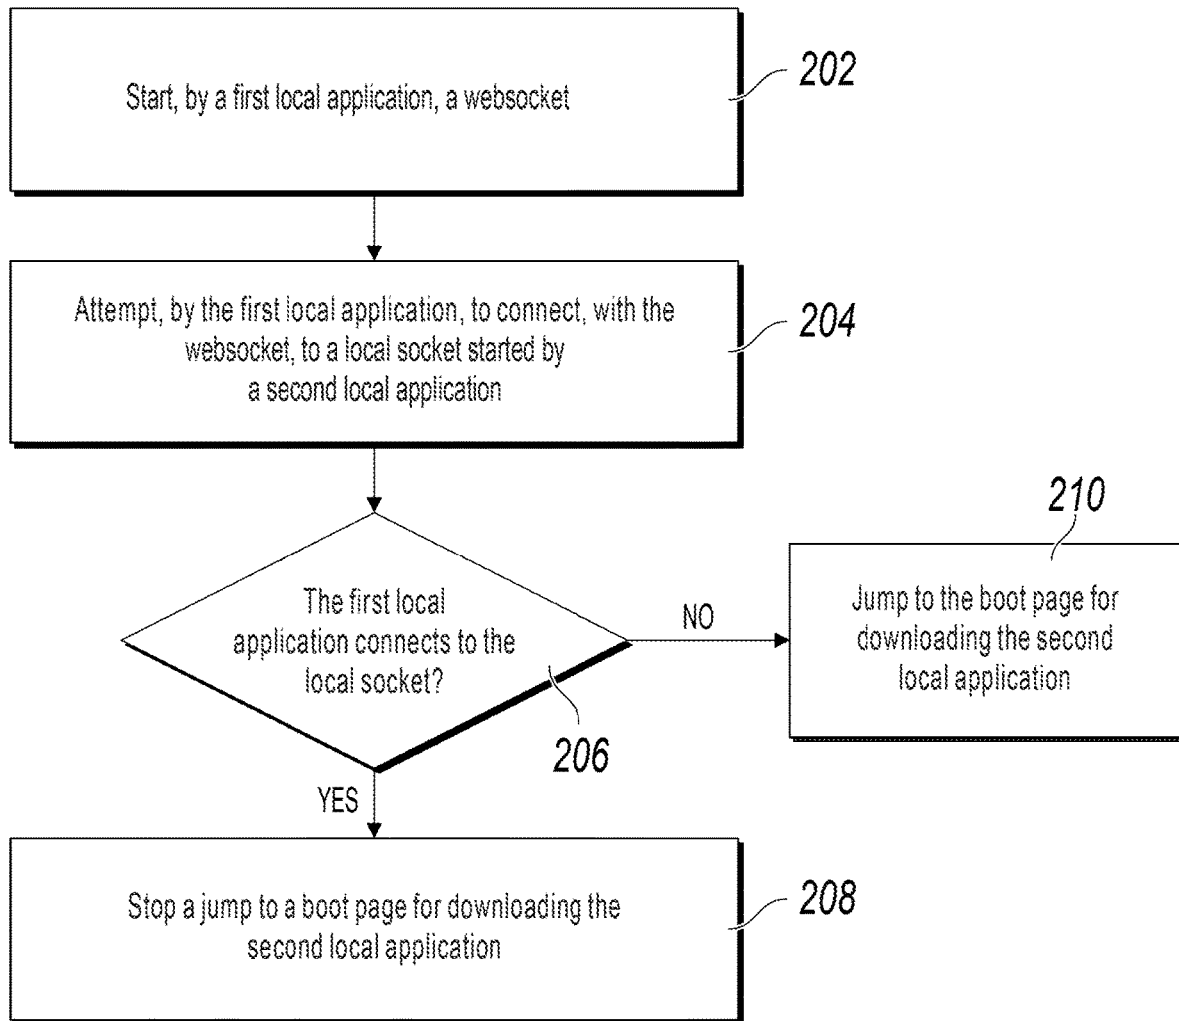 Start, by a first local application, a websocket
202
Attempt, by the first local application, to connect, with the
websocket, to a local socket started by
a second local application
204
The first local
application connects to the
local socket?
206
NO
210
Jump to the boot page for
downloading the second
local application
YES
Stop a jump to a boot page for downloading the
second local application
208